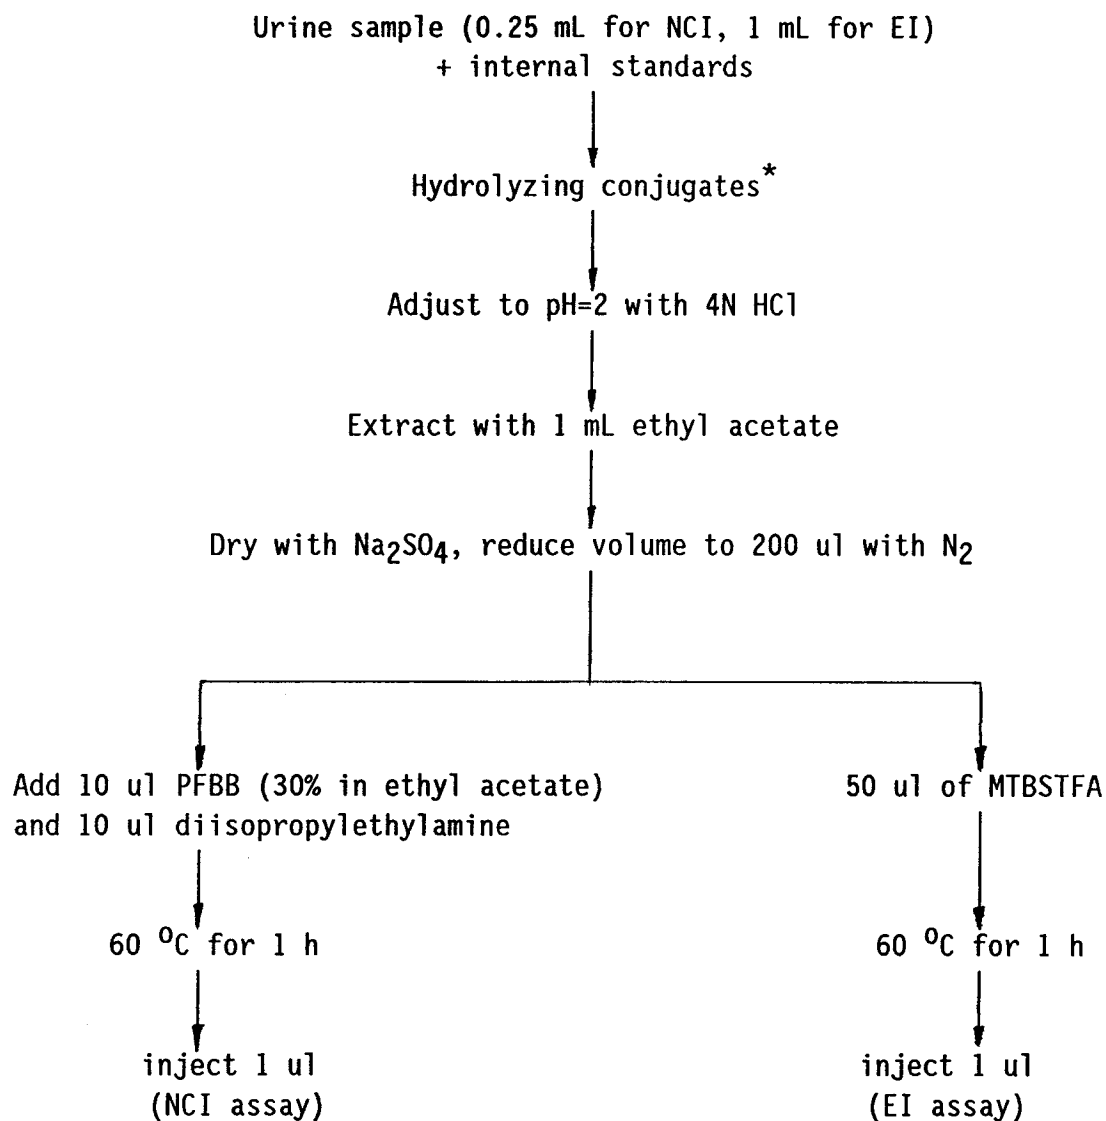 Urine sample (0.25 mL for NCI, 1 mL for EI)
+ internal standards
Hydrolyzing conjugates*
Adjust to pH=2 with 4N HCl
Extract with 1 mL ethyl acetate
Dry with Na2SO4, reduce volume to 200 ul with N2
Add 10 ul PFBB (30% in ethyl acetate)
and 10 ul diisopropylethylamine
50 ul of MTBSTFA
60 ºC for 1 h
60 ºC for 1 h
inject 1 ul
(NCI assay)
inject 1 ul
(EI assay)